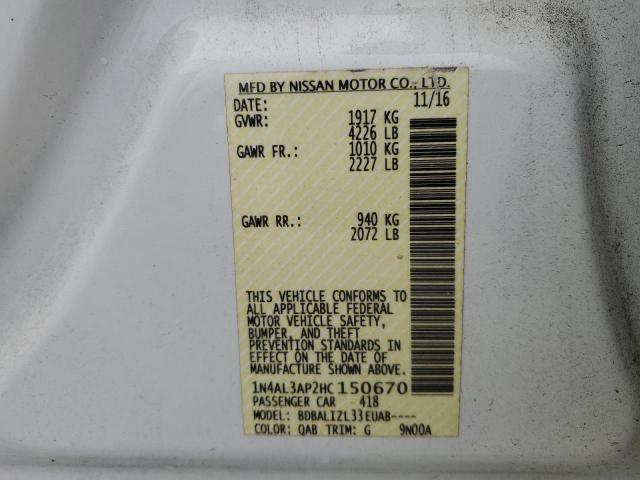 MFD BY NISSAN MOTOR CO., LTD.
DATE: 11/16
GVWR: 1917 KG
4226 LB
GAWR FR.: 1010 KG
2227 LB
GAWR RR.: 940 KG
2072 LB
THIS VEHICLE CONFORMS TO
ALL APPLICABLE FEDERAL
MOTOR VEHICLE SAFETY,
BUMPER, AND THEFT
PREVENTION STANDARDS IN
EFFECT ON THE DATE OF
MANUFACTURE SHOWN ABOVE.
1N4AL3AP2HC150670
PASSENGER CAR 418
MODEL: BDBALIZL33EUAB----
COLOR: QAB TRIM: G 9N00A